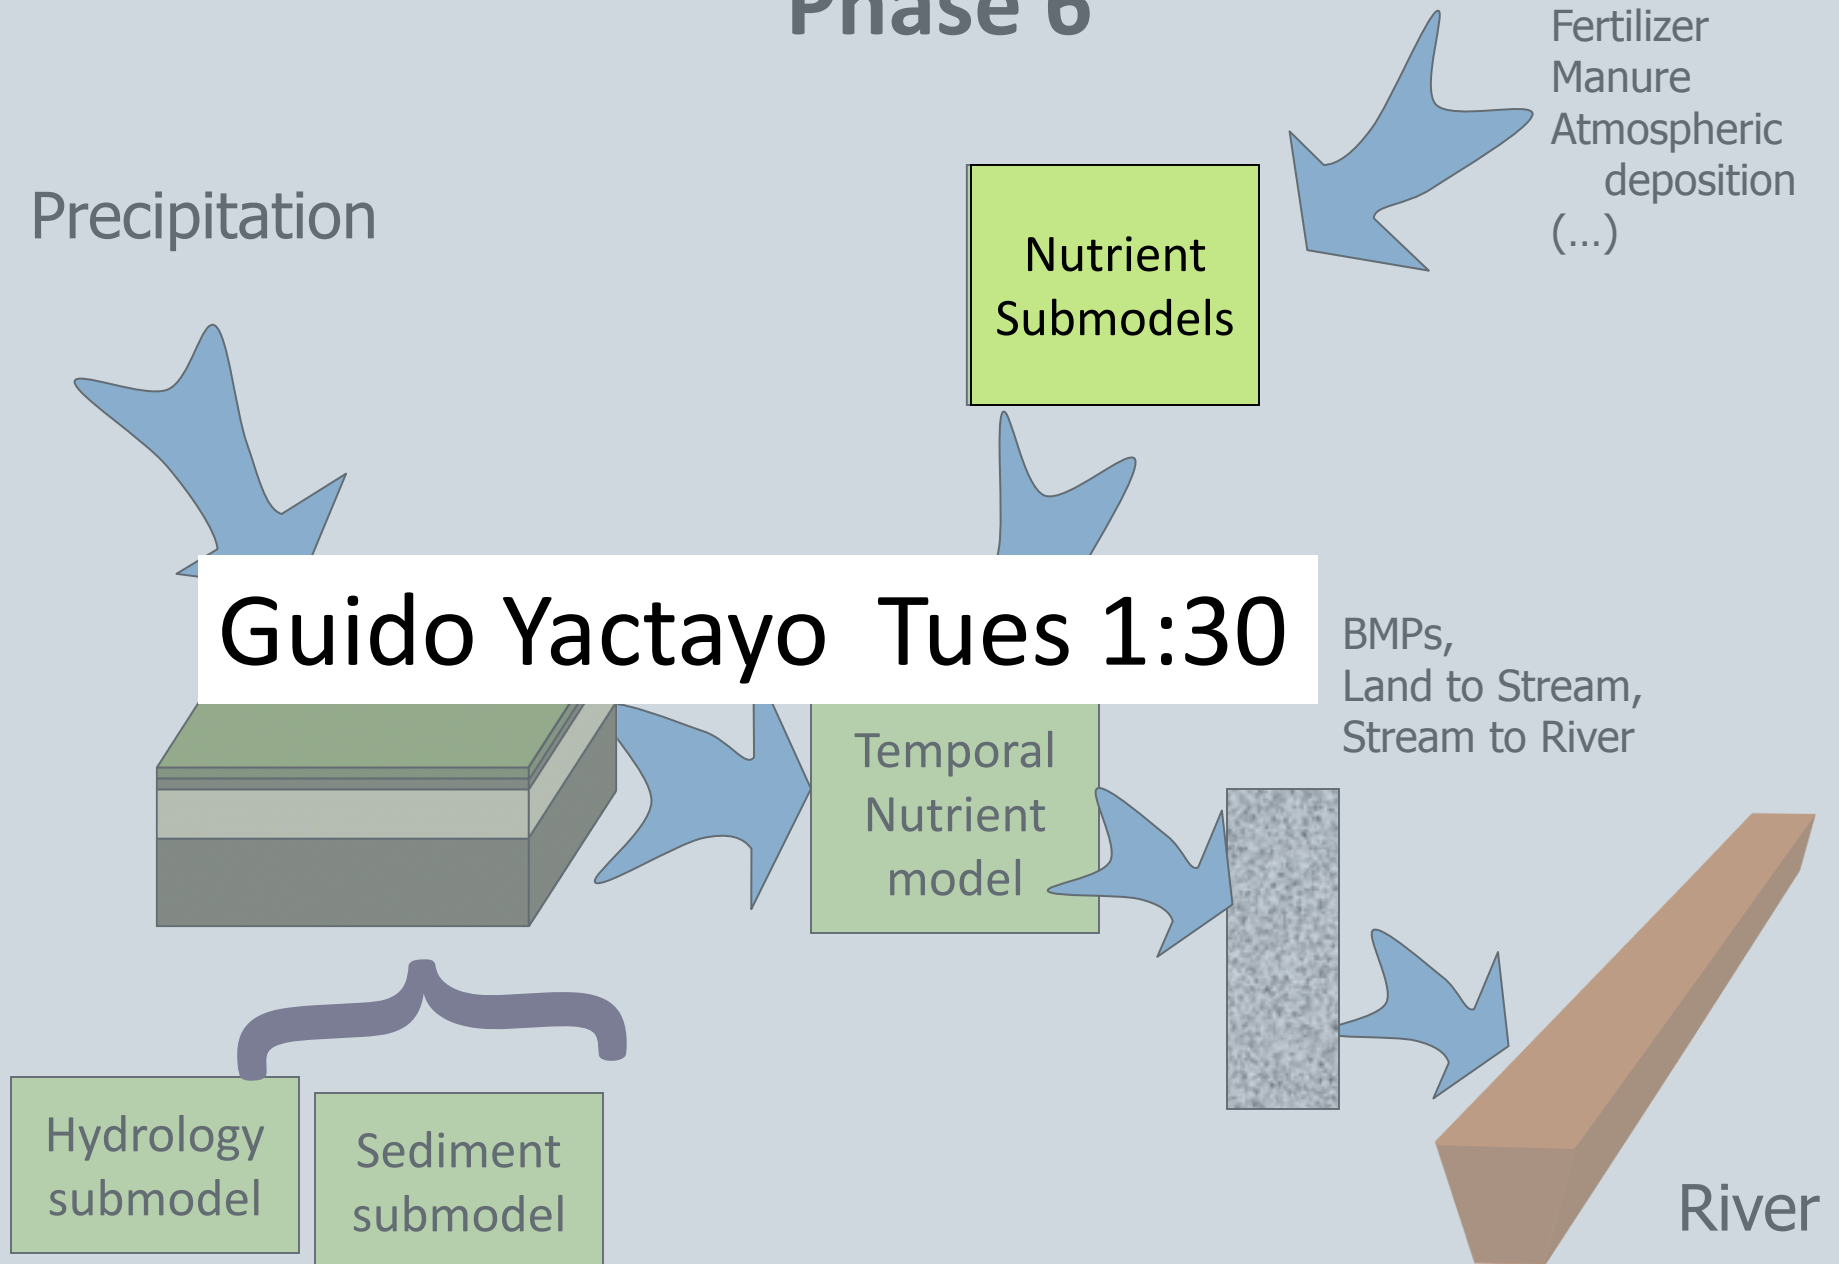 Phase 6
Fertilizer
Manure
Atmospheric
deposition
(...)
Precipitation
Nutrient
Submodels
Guido Yactayo  Tues 1:30
BMPs,
Land to Stream,
Stream to River
Temporal
Nutrient
model
Hydrology
submodel
Sediment
submodel
River